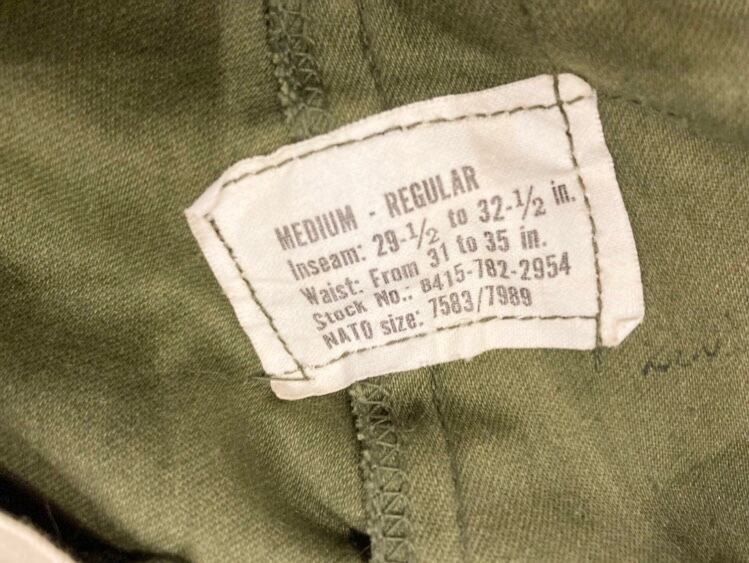 MEDIUM - REGULAR
Inseam: 29-1/2 to 32-1/2 in.
Waist: From 31 to 35 in.
Stock No.: 8415-782-2954
NATO size: 7583/7989